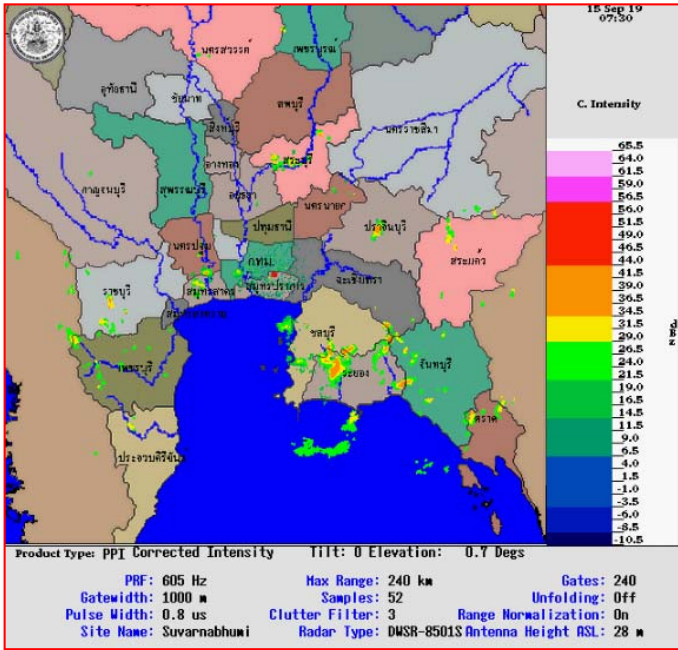 15 Sep 19
07:30
C. Intensity
นครสวรรค์
เพชรบูรณ์
อุทัยธานี
ชัยนาท
ลพบุรี
สิงห์บุรี
นครราชสีมา
อ่างทอง
สระบุรี
กาญจนบุรี
สุพรรณบุรี
อยุธยา
นครนายก
ปทุมธานี
ปราจีนบุรี
นครปฐม
กทม.
สระแก้ว
ราชบุรี
สมุทรสาคร
สมุทรปราการ
ฉะเชิงเทรา
ชลบุรี
เพชรบุรี
ระยอง
จันทบุรี
ตราด
ประจวบคีรีขันธ์
65.5
64.0
61.5
59.0
56.5
56.0
51.5
49.0
46.5
44.0
41.5
39.0
36.5
34.0
31.5
29.0
26.5
24.0
21.5
19.0
16.5
14.5
11.5
9.0
6.5
4.0
1.5
-1.0
-3.5
-6.0
-8.5
-10.5
Product Type: PPI Corrected Intensity Tilt: 0 Elevation: 0.7 Degs
PRF: 605 Hz Max Range: 240 km Gates: 240
Gatewidth: 1000 m Samples: 52 Unfolding: Off
Pulse Width: 0.8 us Clutter Filter: 3 Range Normalization: On
Site Name: Suvarnabhumi Radar Type: DWSR-8501S Antenna Height ASL: 28 m